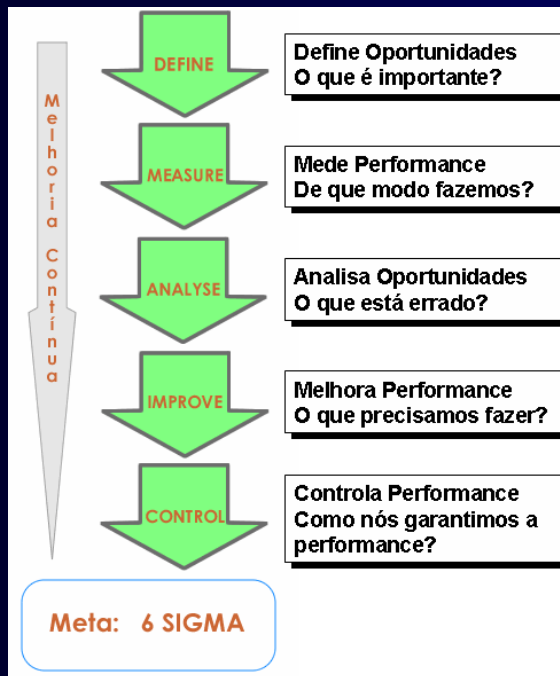 Melhoria Contínua
DEFINE
Define Oportunidades
O que é importante?
MEASURE
Mede Performance
De que modo fazemos?
ANALYSE
Analisa Oportunidades
O que está errado?
IMPROVE
Melhora Performance
O que precisamos fazer?
CONTROL
Controla Performance
Como nós garantimos a
performance?
Meta: 6 SIGMA